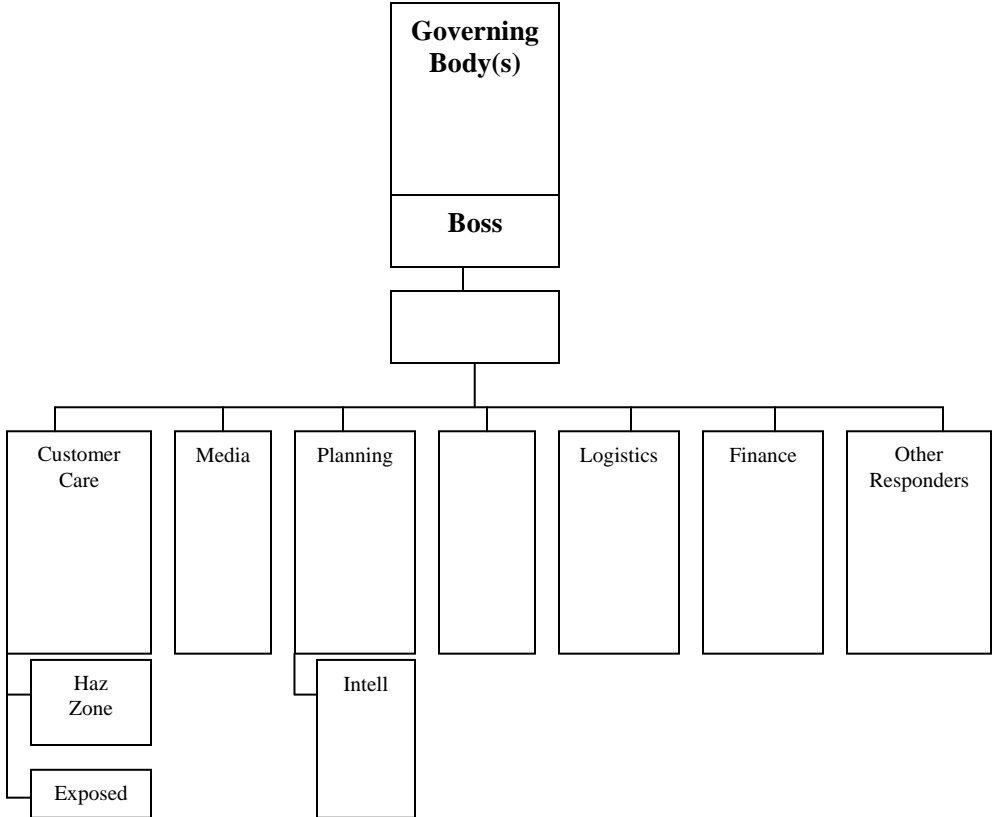 Governing
Body(s)
Boss
Customer
Care
Media
Planning
Logistics
Finance
Other
Responders
Haz
Zone
Intell
Exposed